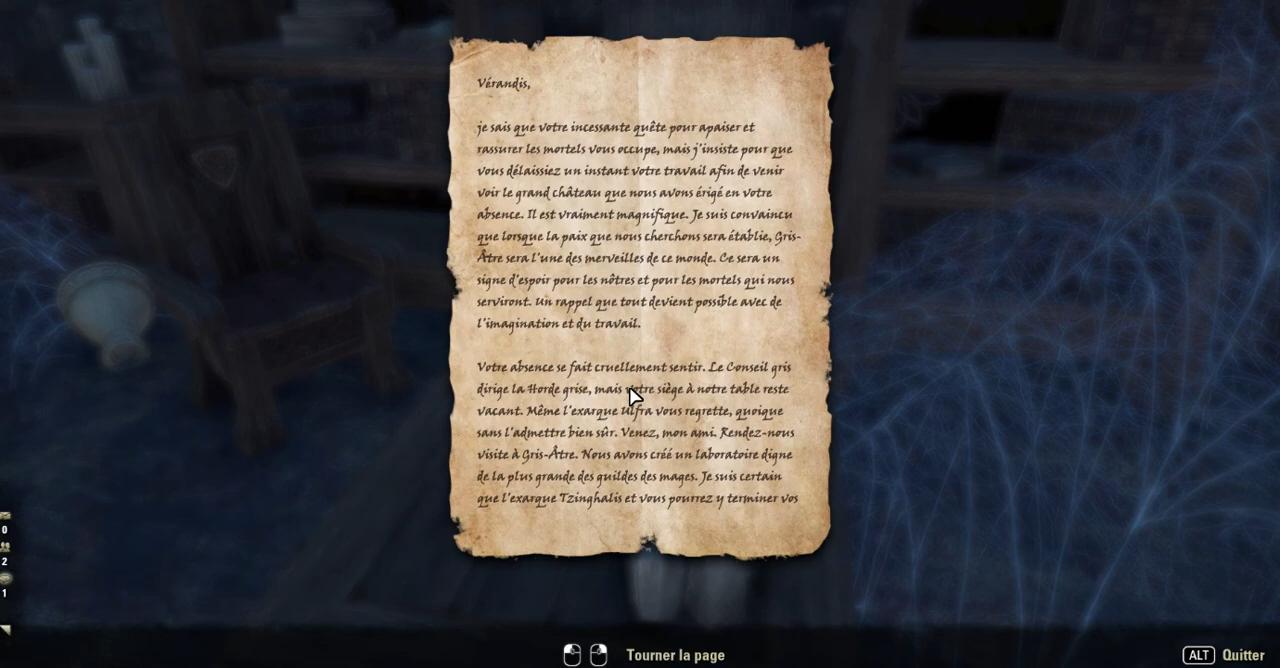 Vérandis,
je sais que votre incessante quête pour apaiser et
rassurer les mortels vous occupe, mais j'insiste pour que
vous délaissiez un instant votre travail afin de venir
voir le grand château que nous avons érigé en votre
absence. Il est vraiment magnifique. Je suis convaincu
que lorsque la paix que nous cherchons sera établie, Gris-
Âtre sera l'une des merveilles de ce monde. Ce sera un
signe d'espoir pour les nôtres et pour les mortels qui nous
serviront. Un rappel que tout devient possible avec de
l'imagination et du travail.
Votre absence se fait cruellement sentir. Le Conseil gris
dirige la Horde grise, mais votre siège à notre table reste
vacant. Même l'exarque Ulfra vous regrette, quoique
sans l'admettre bien sûr. Venez, mon ami. Rendez-nous
visite à Gris-Âtre. Nous avons créé un laboratoire digne
de la plus grande des guildes des mages. Je suis certain
que l'exarque Tzinghalis et vous pourrez y terminer vos
0
2
1
Tourner la page
ALT Quitter